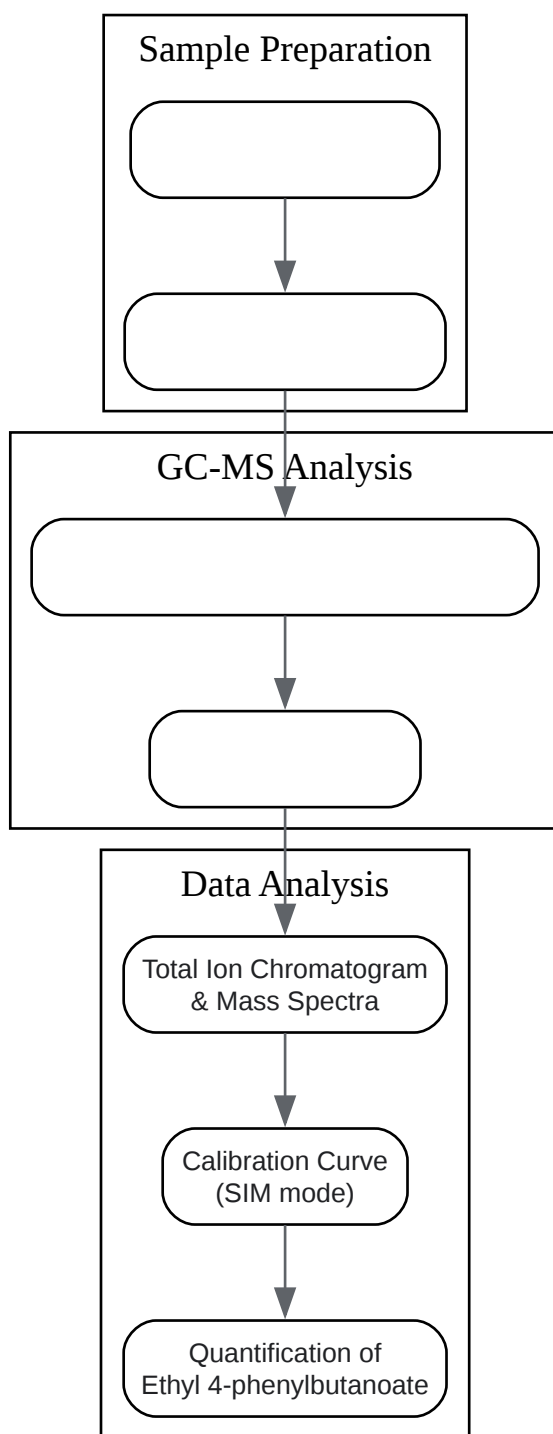 Sample Preparation
GC-MS Analysis
Data Analysis
Total Ion Chromatogram
& Mass Spectra
Calibration Curve
(SIM mode)
Quantification of
Ethyl 4-phenylbutanoate